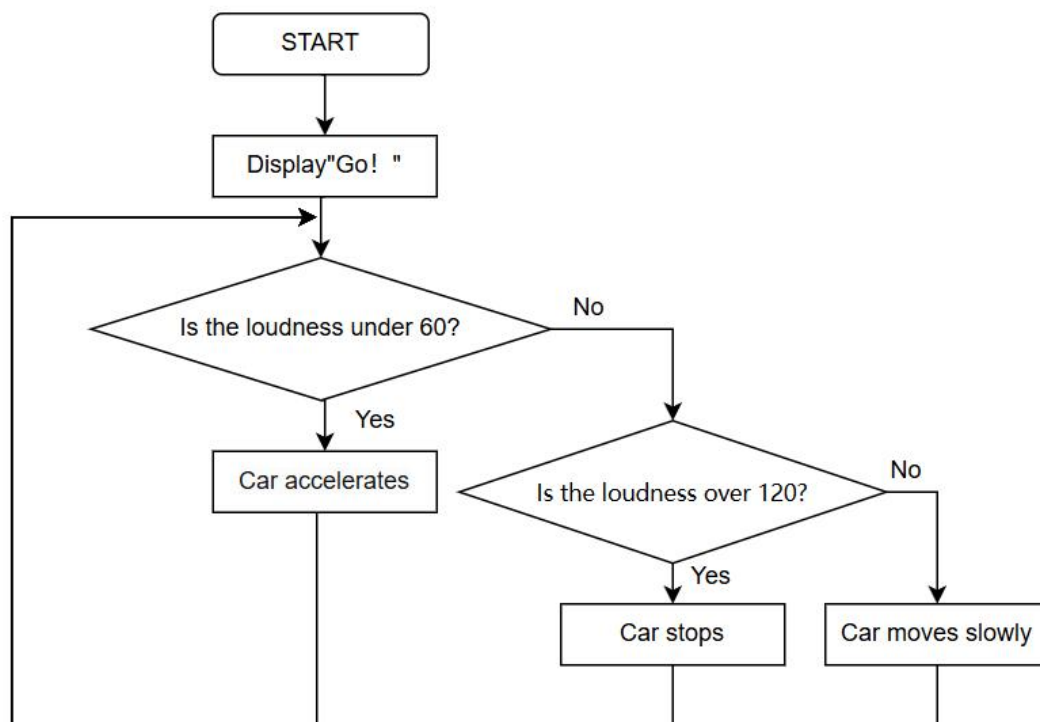 START
Display"Go！ "
Is the loudness under 60?
No
Yes
Car accelerates
Is the loudness over 120?
No
Yes
Car stops
Car moves slowly